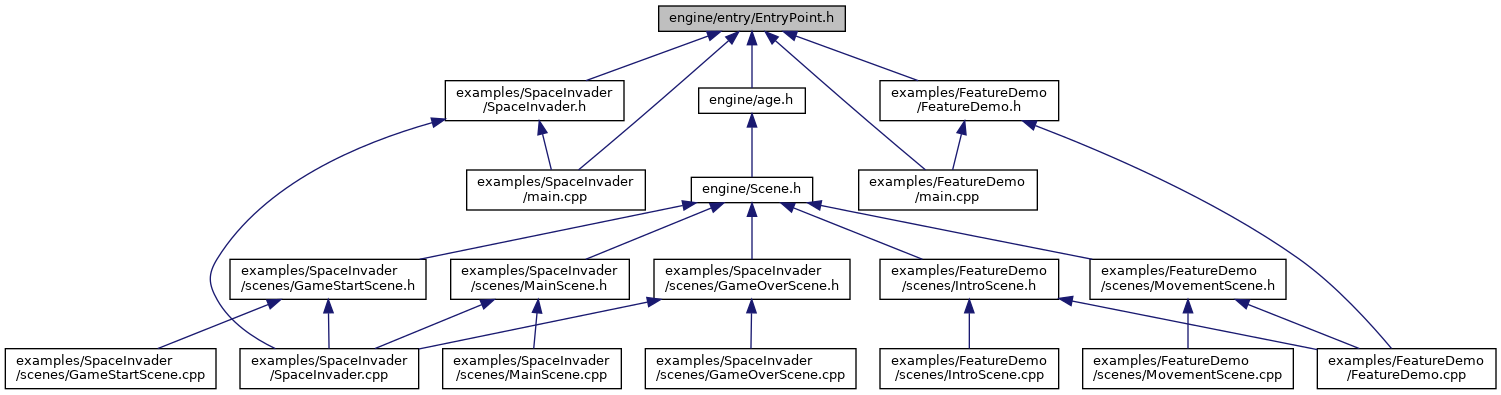 engine/entry/EntryPoint.h
examples/SpaceInvader
/SpaceInvader.h
engine/age.h
examples/FeatureDemo
/FeatureDemo.h
examples/SpaceInvader
/main.cpp
engine/Scene.h
examples/FeatureDemo
/main.cpp
examples/SpaceInvader
/scenes/GameStartScene.h
examples/SpaceInvader
/scenes/MainScene.h
examples/SpaceInvader
/scenes/GameOverScene.h
examples/FeatureDemo
/scenes/IntroScene.h
examples/FeatureDemo
/scenes/MovementScene.h
examples/SpaceInvader
/scenes/GameStartScene.cpp
examples/SpaceInvader
/SpaceInvader.cpp
examples/SpaceInvader
/scenes/MainScene.cpp
examples/SpaceInvader
/scenes/GameOverScene.cpp
examples/FeatureDemo
/scenes/IntroScene.cpp
examples/FeatureDemo
/scenes/MovementScene.cpp
examples/FeatureDemo
/FeatureDemo.cpp